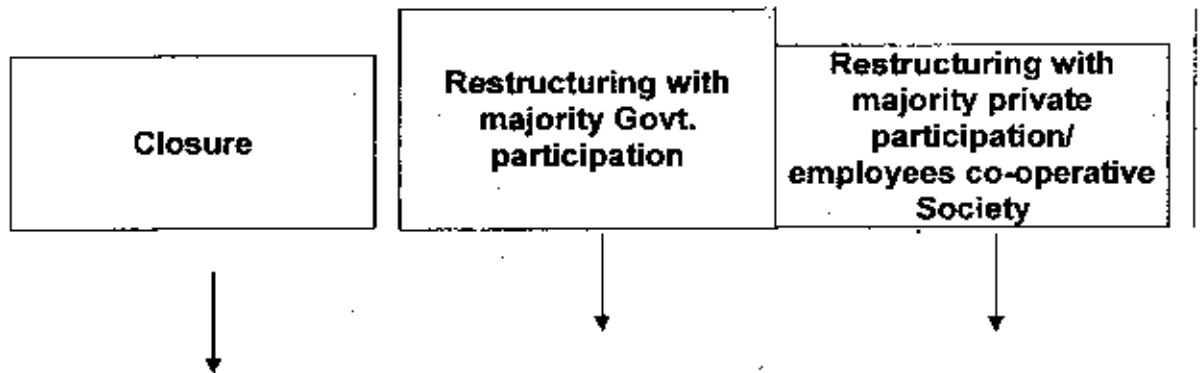 Closure
Restructuring with
majority Govt.
participation
Restructuring with
majority private
participation/
employees co-operative
Society